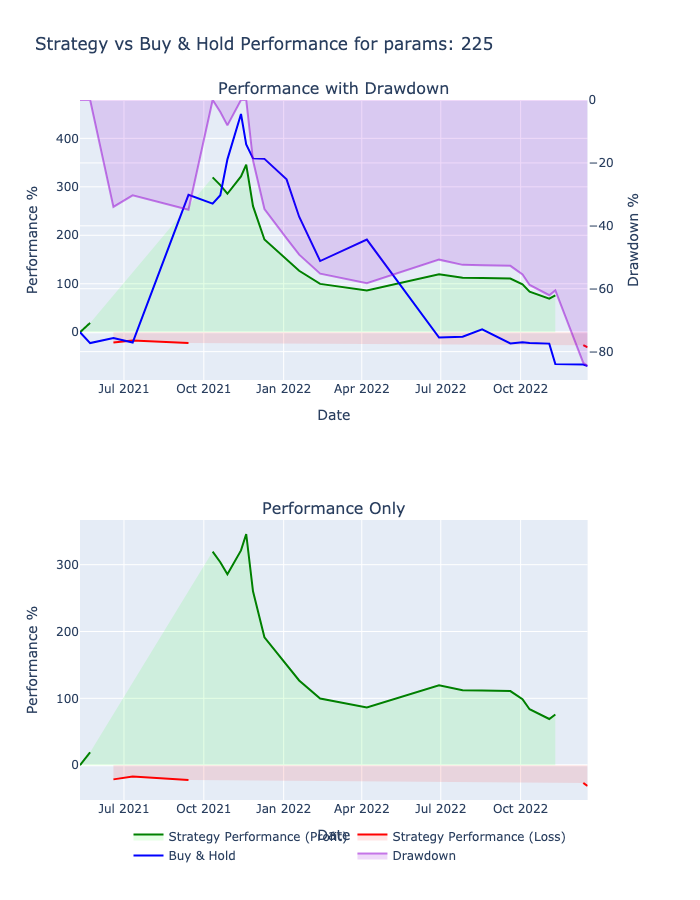 Strategy vs Buy & Hold Performance for params: 225
Performance with Drawdown
400
300
200
100
0
0
−20
−40
−60
−80
Performance %
Drawdown %
Jul 2021 Oct 2021 Jan 2022 Apr 2022 Jul 2022 Oct 2022
Date
Performance Only
300
200
100
0
Performance %
Jul 2021 Oct 2021 Jan 2022 Apr 2022 Jul 2022 Oct 2022
Date
Strategy Performance (Profit) Strategy Performance (Loss)
Buy & Hold Drawdown